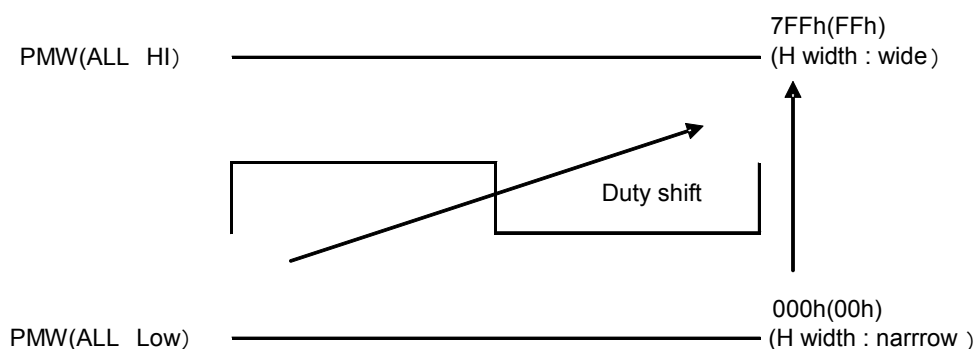 7FFh(FFh)
PMW(ALL HI） (H width : wide）
Duty shift
000h(00h)
PMW(ALL Low） (H width : narrrow ）